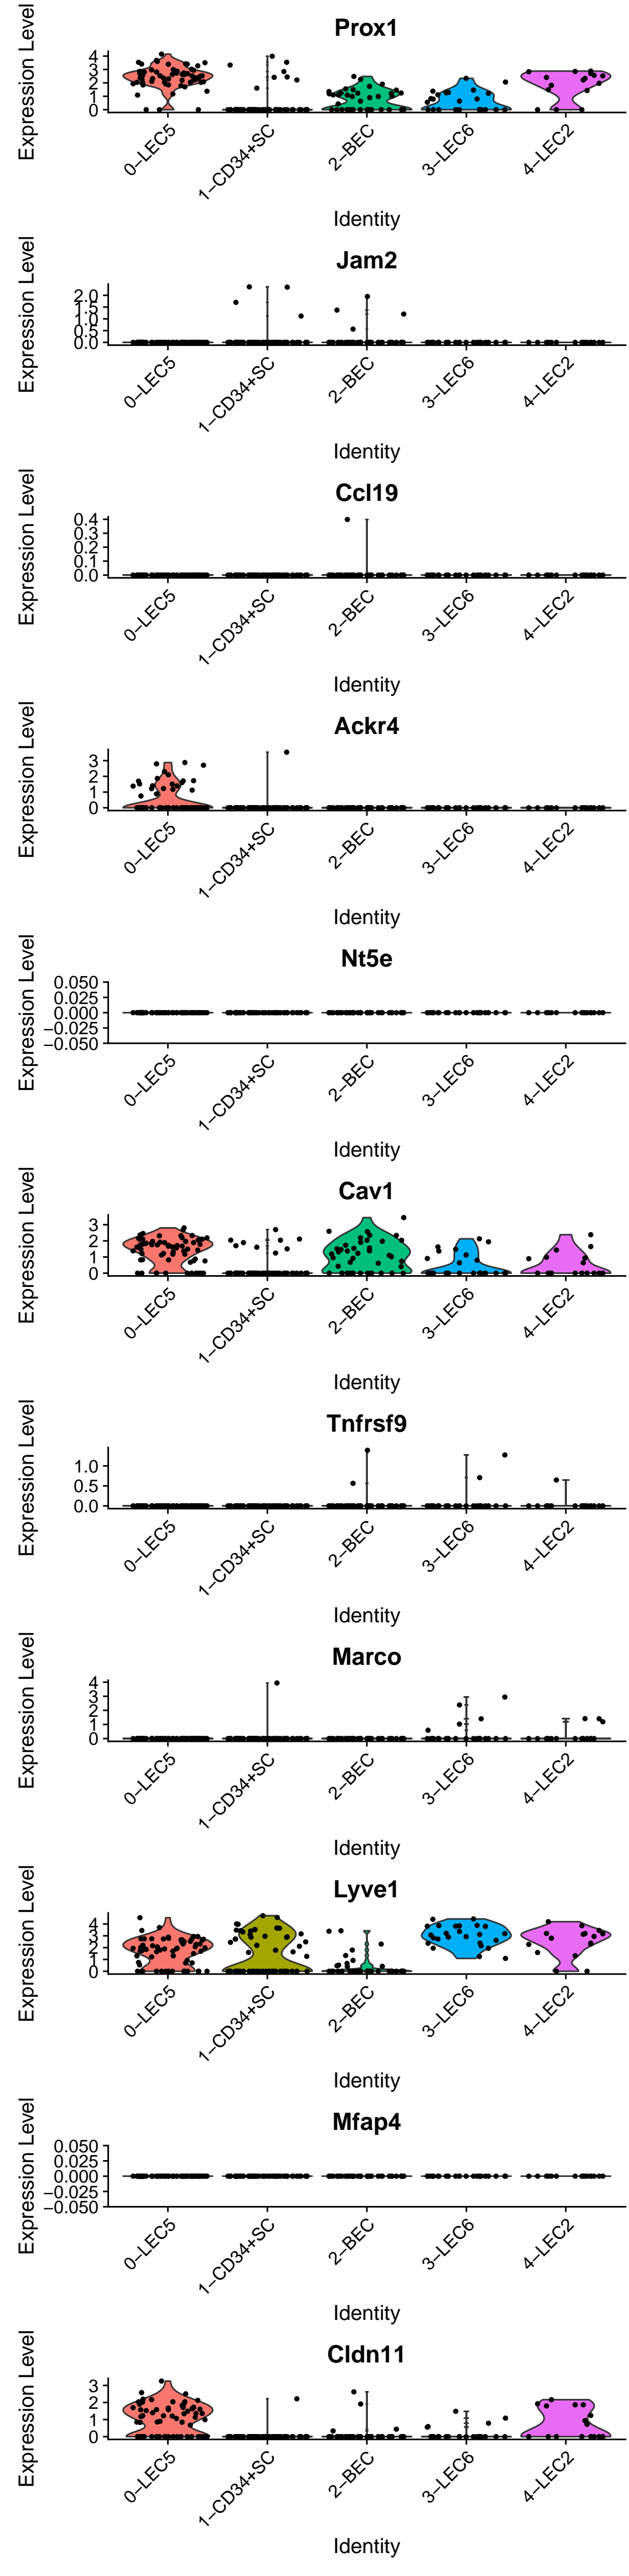 Prox1
Expression Level
4
3
2
1
0
0−LEC5
1−CD34+SC
2−BEC
3−LEC6
4−LEC2
Identity
Jam2
Expression Level
2.0
1.5
1.0
0.5
0.0
0−LEC5
1−CD34+SC
2−BEC
3−LEC6
4−LEC2
Identity
Ccl19
Expression Level
0.4
0.3
0.2
0.1
0.0
0−LEC5
1−CD34+SC
2−BEC
3−LEC6
4−LEC2
Identity
Ackr4
Expression Level
3
2
1
0
0−LEC5
1−CD34+SC
2−BEC
3−LEC6
4−LEC2
Identity
Nt5e
Expression Level
0.050
0.025
0.000
−0.025
−0.050
0−LEC5
1−CD34+SC
2−BEC
3−LEC6
4−LEC2
Identity
Cav1
Expression Level
3
2
1
0
0−LEC5
1−CD34+SC
2−BEC
3−LEC6
4−LEC2
Identity
Tnfrsf9
Expression Level
1.0
0.5
0.0
0−LEC5
1−CD34+SC
2−BEC
3−LEC6
4−LEC2
Identity
Marco
Expression Level
4
3
2
1
0
0−LEC5
1−CD34+SC
2−BEC
3−LEC6
4−LEC2
Identity
Lyve1
Expression Level
4
3
2
1
0
0−LEC5
1−CD34+SC
2−BEC
3−LEC6
4−LEC2
Identity
Mfap4
Expression Level
0.050
0.025
0.000
−0.025
−0.050
0−LEC5
1−CD34+SC
2−BEC
3−LEC6
4−LEC2
Identity
Cldn11
Expression Level
3
2
1
0
0−LEC5
1−CD34+SC
2−BEC
3−LEC6
4−LEC2
Identity